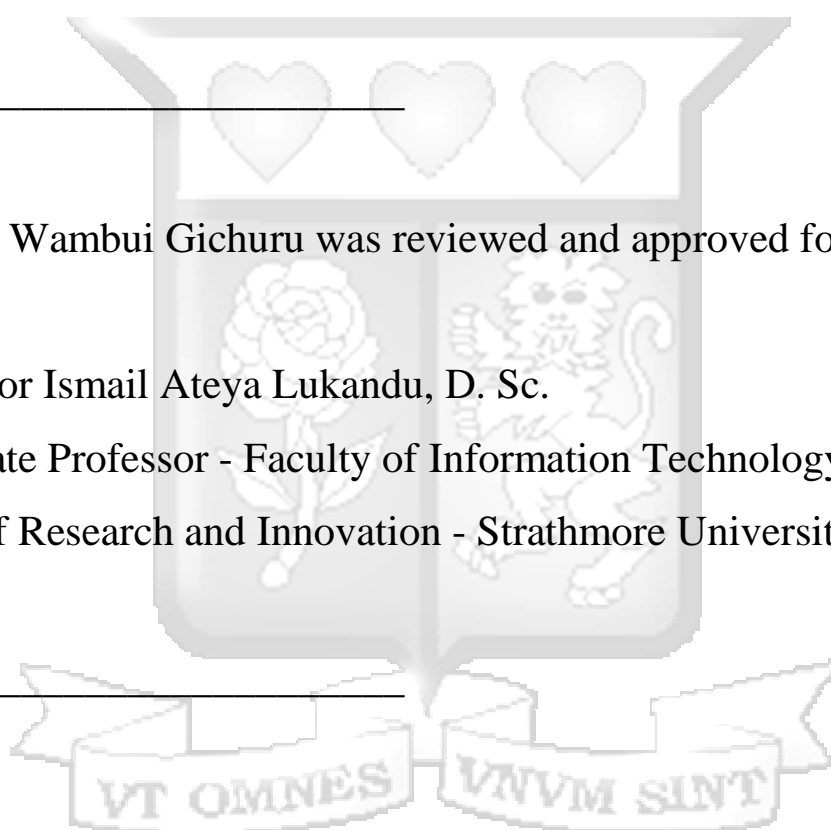 Wambui Gichuru was reviewed and approved fo
or Ismail Ateya Lukandu, D. Sc.
ate Professor - Faculty of Information Technology
f Research and Innovation - Strathmore Universit
VT OMNES VNVM SINT